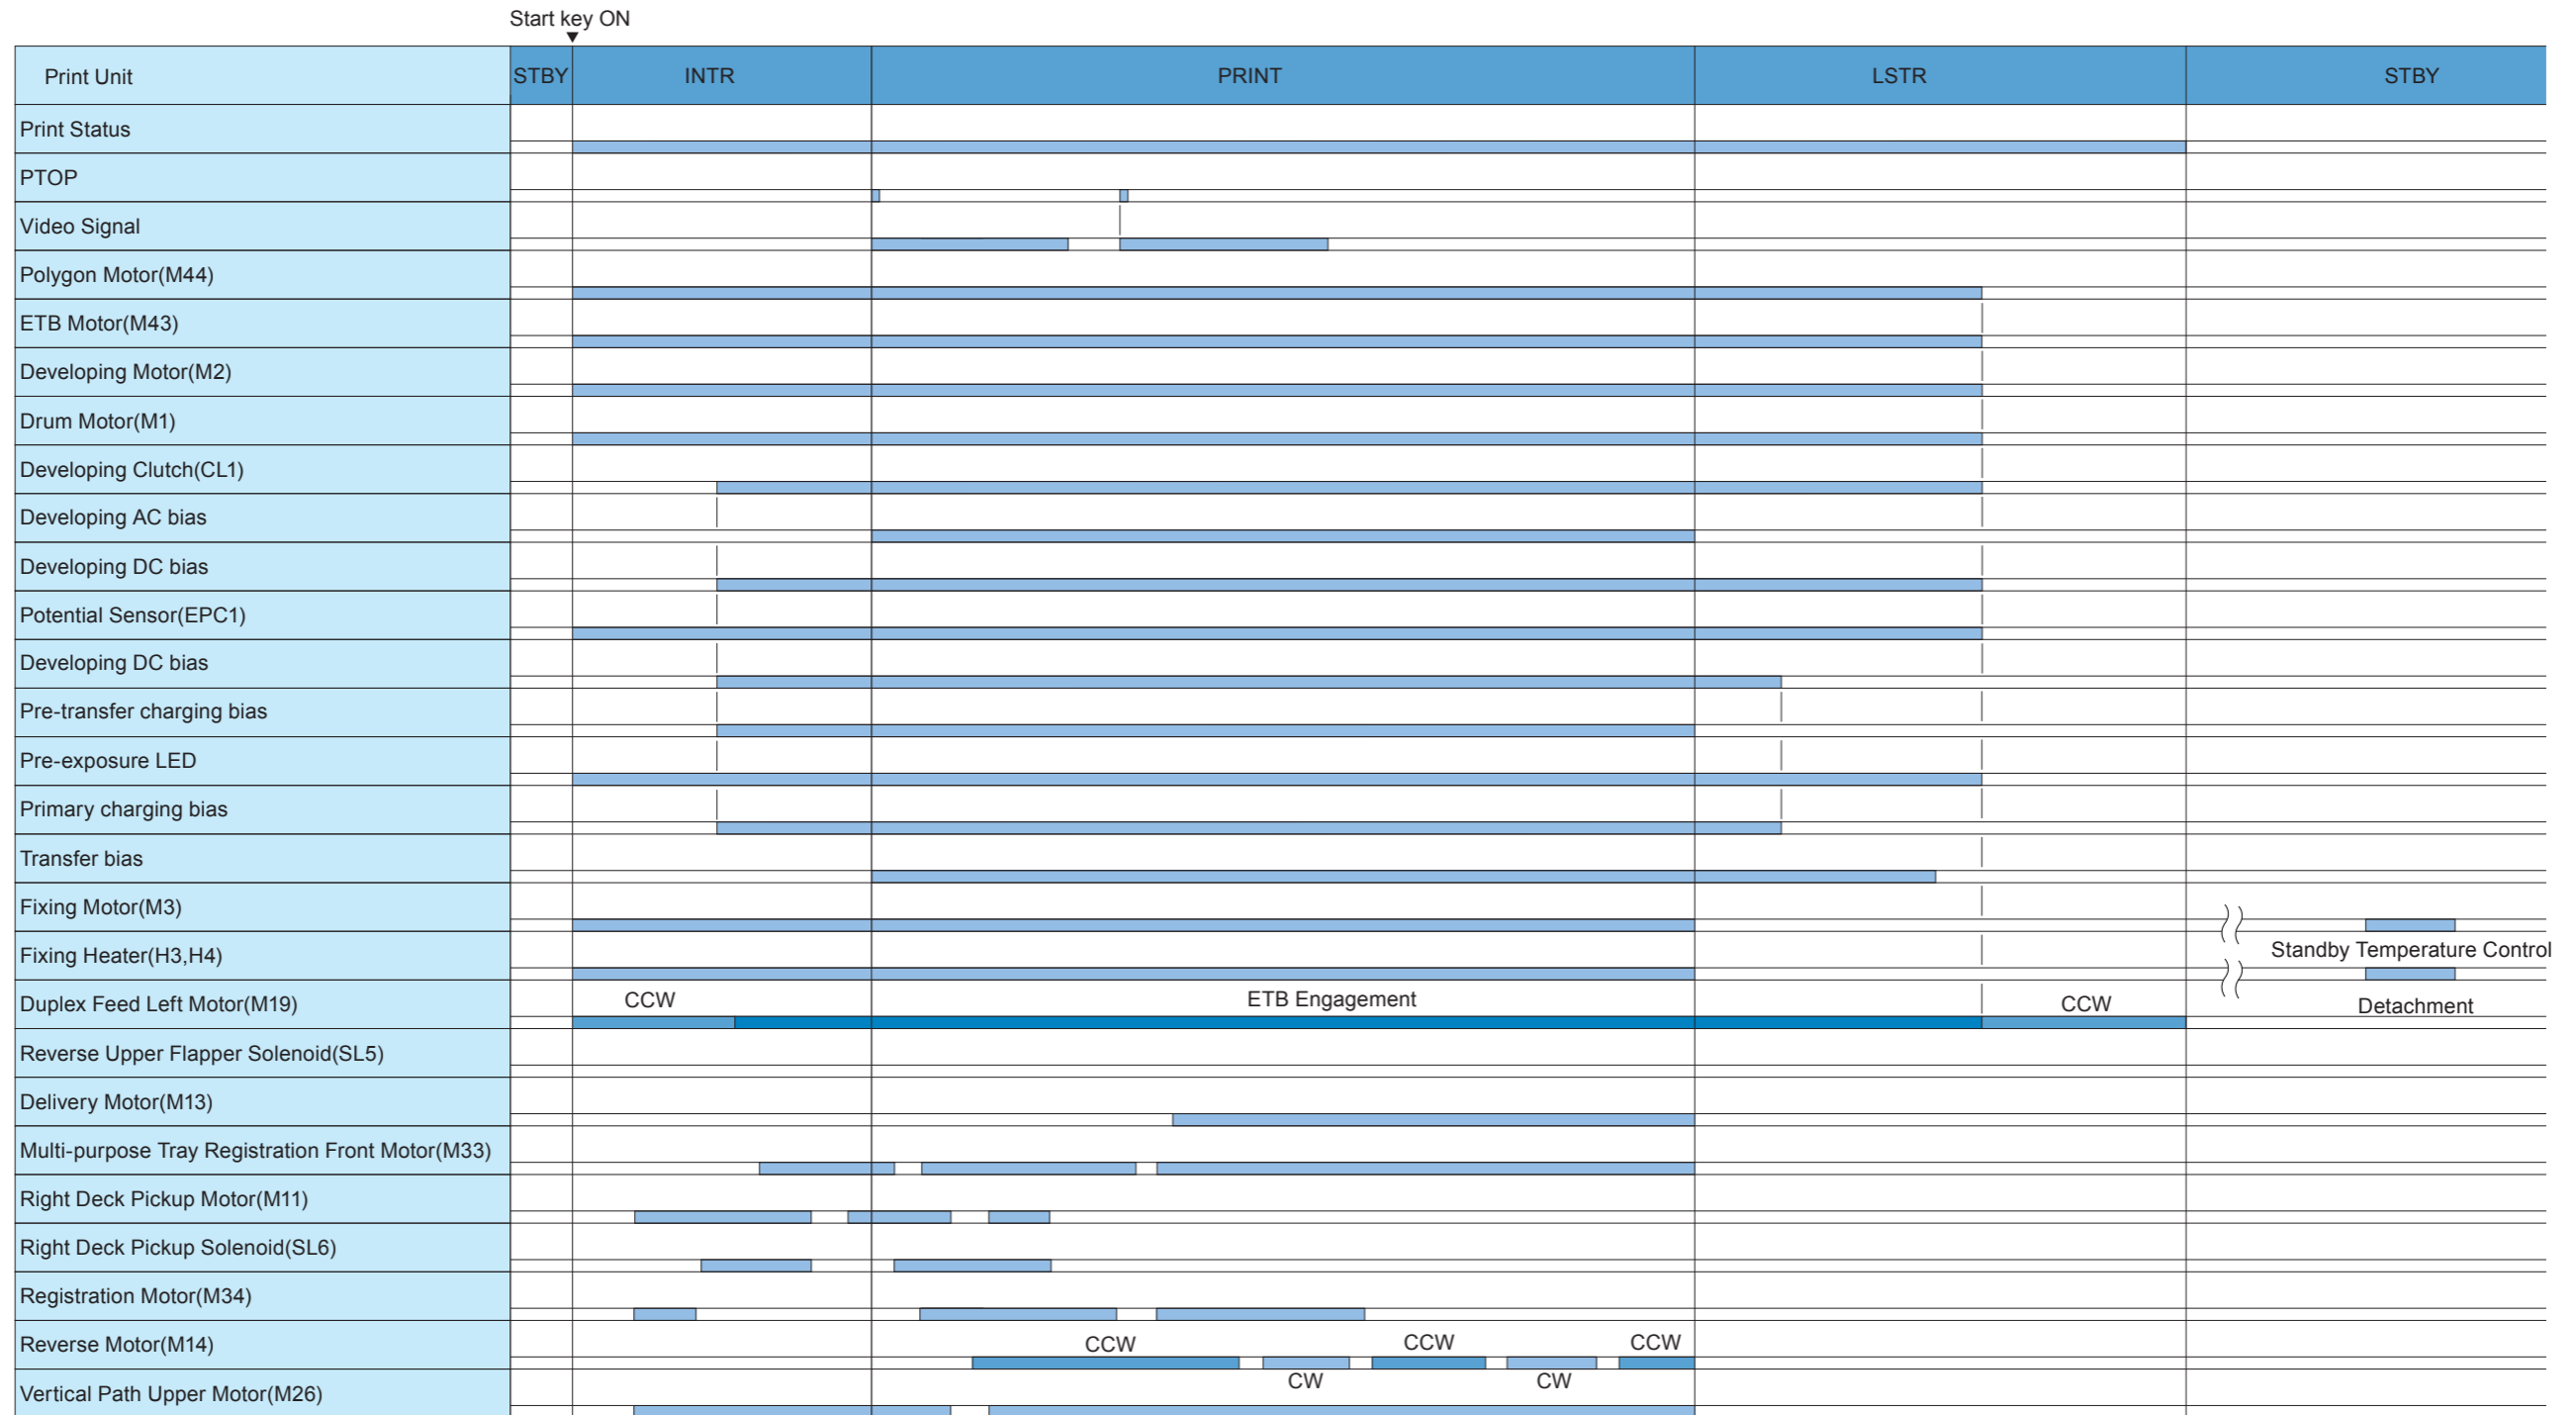 Start key ON
Print Unit STBY INTR PRINT LSTR STBY
Print Status
PTOP
Video Signal
Polygon Motor(M44)
ETB Motor(M43)
Developing Motor(M2)
Drum Motor(M1)
Developing Clutch(CL1)
Developing AC bias
Developing DC bias
Potential Sensor(EPC1)
Developing DC bias
Pre-transfer charging bias
Pre-exposure LED
Primary charging bias
Transfer bias
Fixing Motor(M3)
Fixing Heater(H3,H4) Standby Temperature Control
Duplex Feed Left Motor(M19) CCW ETB Engagement CCW Detachment
Reverse Upper Flapper Solenoid(SL5)
Delivery Motor(M13)
Multi-purpose Tray Registration Front Motor(M33)
Right Deck Pickup Motor(M11)
Right Deck Pickup Solenoid(SL6)
Registration Motor(M34)
Reverse Motor(M14) CCW CCW CCW
CW CW
Vertical Path Upper Motor(M26)